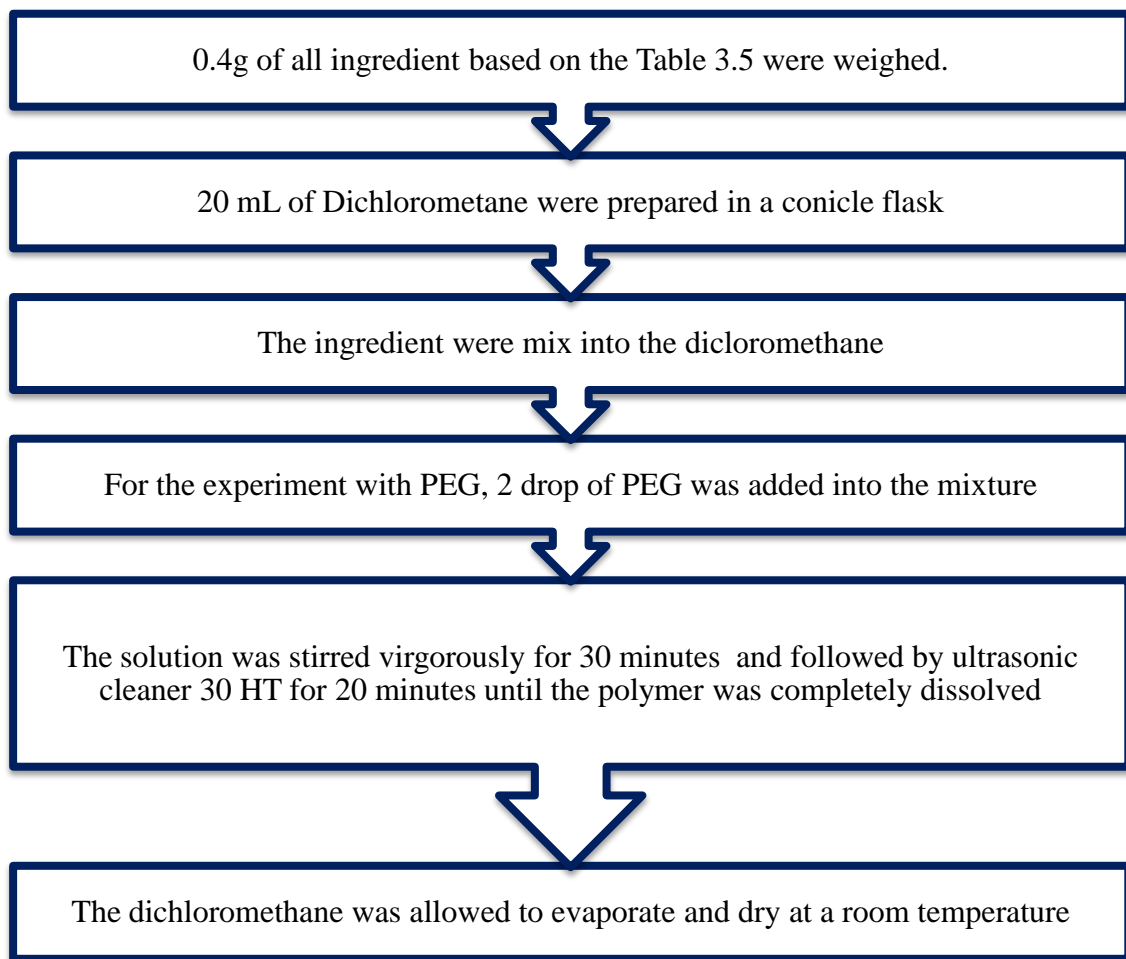 0.4g of all ingredient based on the Table 3.5 were weighed.
20 mL of Dichlorometane were prepared in a conicle flask
The ingredient were mix into the dicloromethane
For the experiment with PEG, 2 drop of PEG was added into the mixture
The solution was stirred virgorously for 30 minutes and followed by ultrasonic
cleaner 30 HT for 20 minutes until the polymer was completely dissolved
The dichloromethane was allowed to evaporate and dry at a room temperature